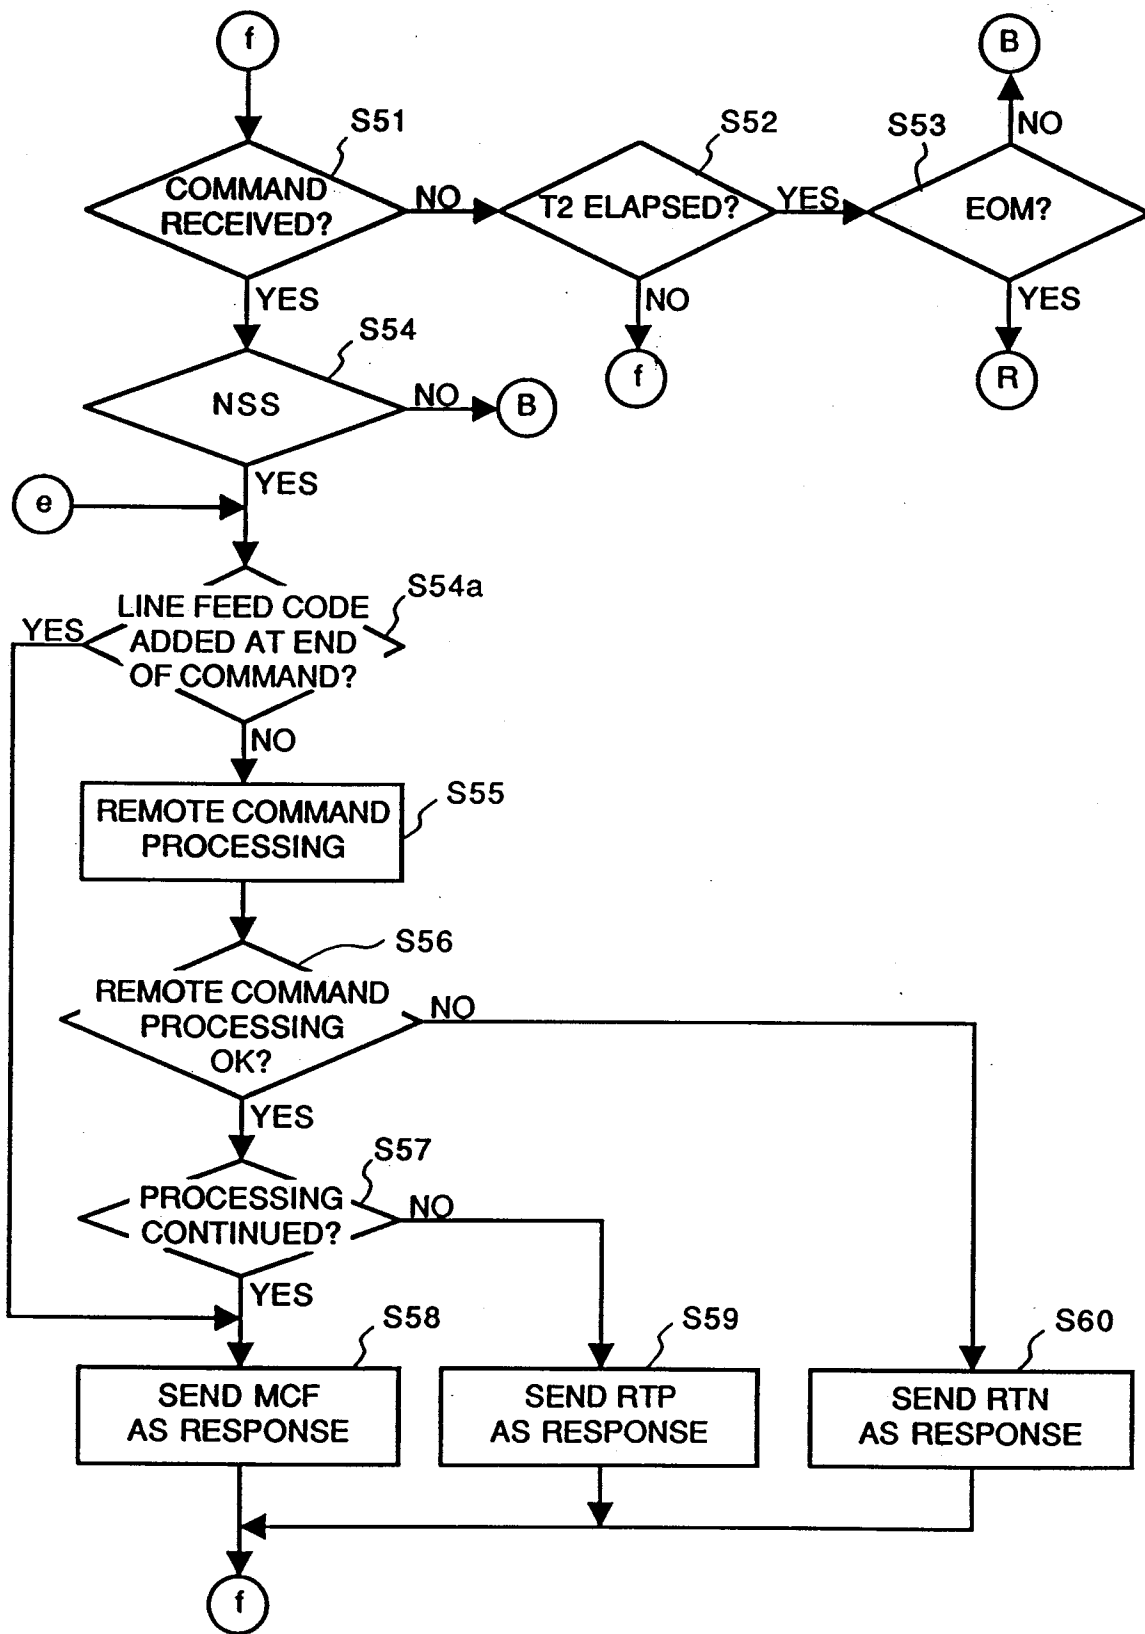 f
B
S51
S52
S53
NO
COMMAND
RECEIVED?
NO
T2 ELAPSED?
YES
EOM?
YES
NO
YES
S54
f
R
NSS
NO
B
YES
e
S54a
LINE FEED CODE
ADDED AT END
OF COMMAND?
YES
NO
S55
REMOTE COMMAND
PROCESSING
S56
REMOTE COMMAND
PROCESSING
OK?
NO
YES
S57
PROCESSING
CONTINUED?
NO
YES
S58
S59
S60
SEND MCF
AS RESPONSE
SEND RTP
AS RESPONSE
SEND RTN
AS RESPONSE
f